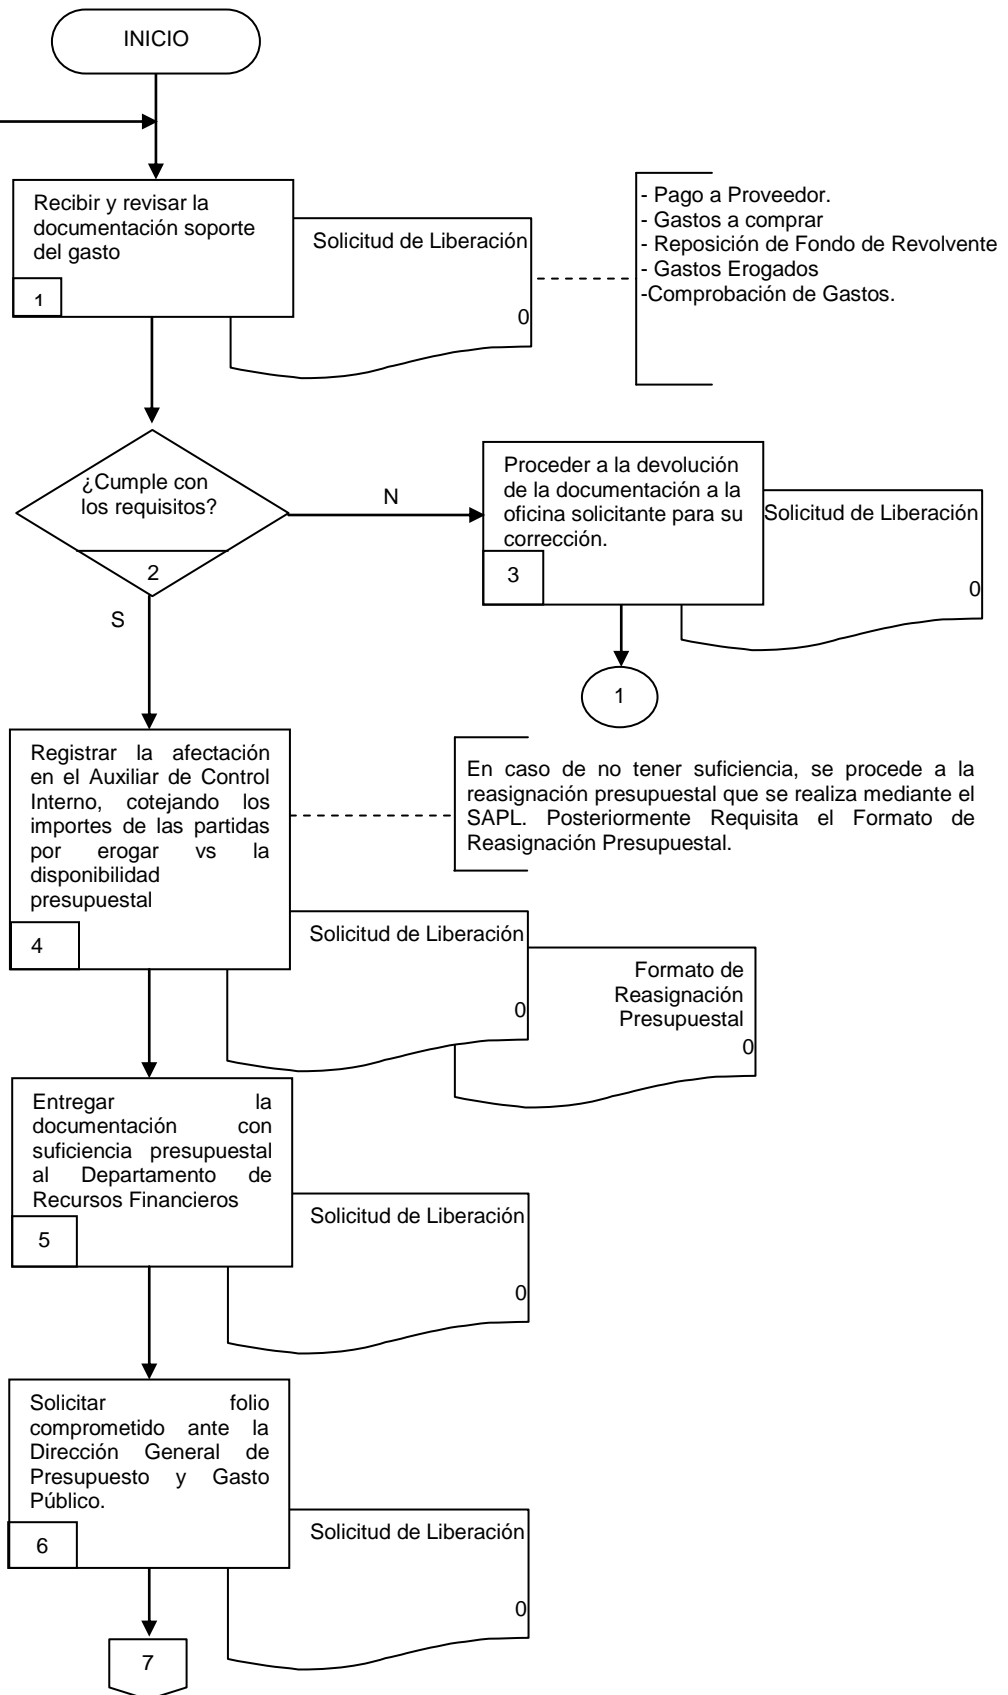 INICIO
Recibir y revisar la
documentación soporte
del gasto
1
Solicitud de Liberación
0
- Pago a Proveedor.
- Gastos a comprar
- Reposición de Fondo de Revolvente
- Gastos Erogados
-Comprobación de Gastos.
¿Cumple con
los requisitos?
2
N
S
Proceder a la devolución
de la documentación a la
oficina solicitante para su
corrección.
3
Solicitud de Liberación
0
1
Registrar la afectación
en el Auxiliar de Control
Interno, cotejando los
importes de las partidas
por erogar vs la
disponibilidad
presupuestal
4
En caso de no tener suficiencia, se procede a la
reasignación presupuestal que se realiza mediante el
SAPL. Posteriormente Requisita el Formato de
Reasignación Presupuestal.
Solicitud de Liberación
0
Formato de
Reasignación
Presupuestal
0
Entregar la
documentación con
suficiencia presupuestal
al Departamento de
Recursos Financieros
5
Solicitud de Liberación
0
Solicitar folio
comprometido ante la
Dirección General de
Presupuesto y Gasto
Público.
6
Solicitud de Liberación
0
7